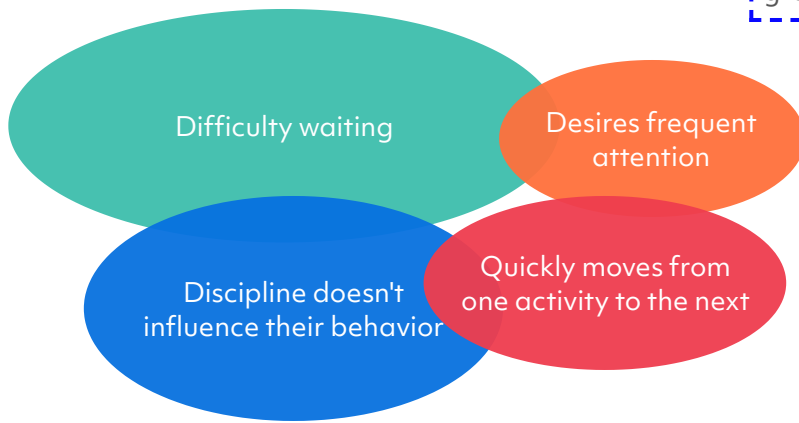 Difficulty waiting
Desires frequent
attention
Quickly moves from
one activity to the next
Discipline doesn't
influence their behavior